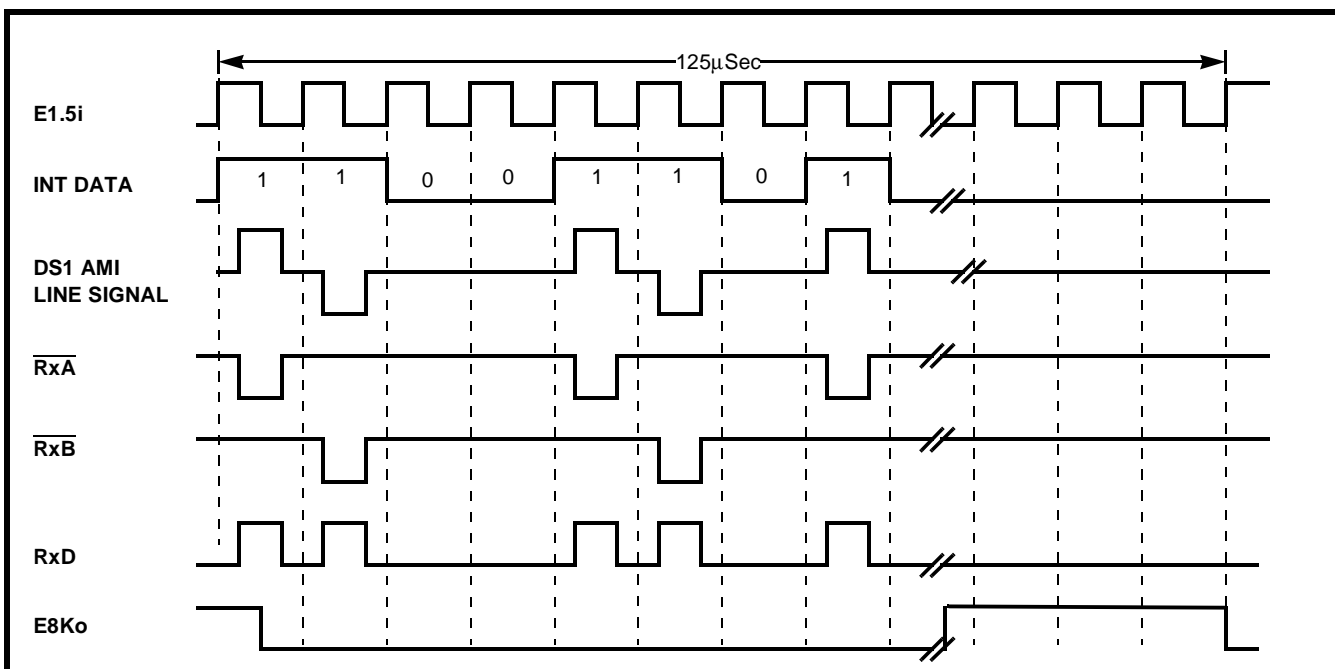 125μSec
E1.5i
INT DATA
1 1 0 0 1 1 0 1
DS1 AMI
LINE SIGNAL
RxA
RxB
RxD
E8Ko